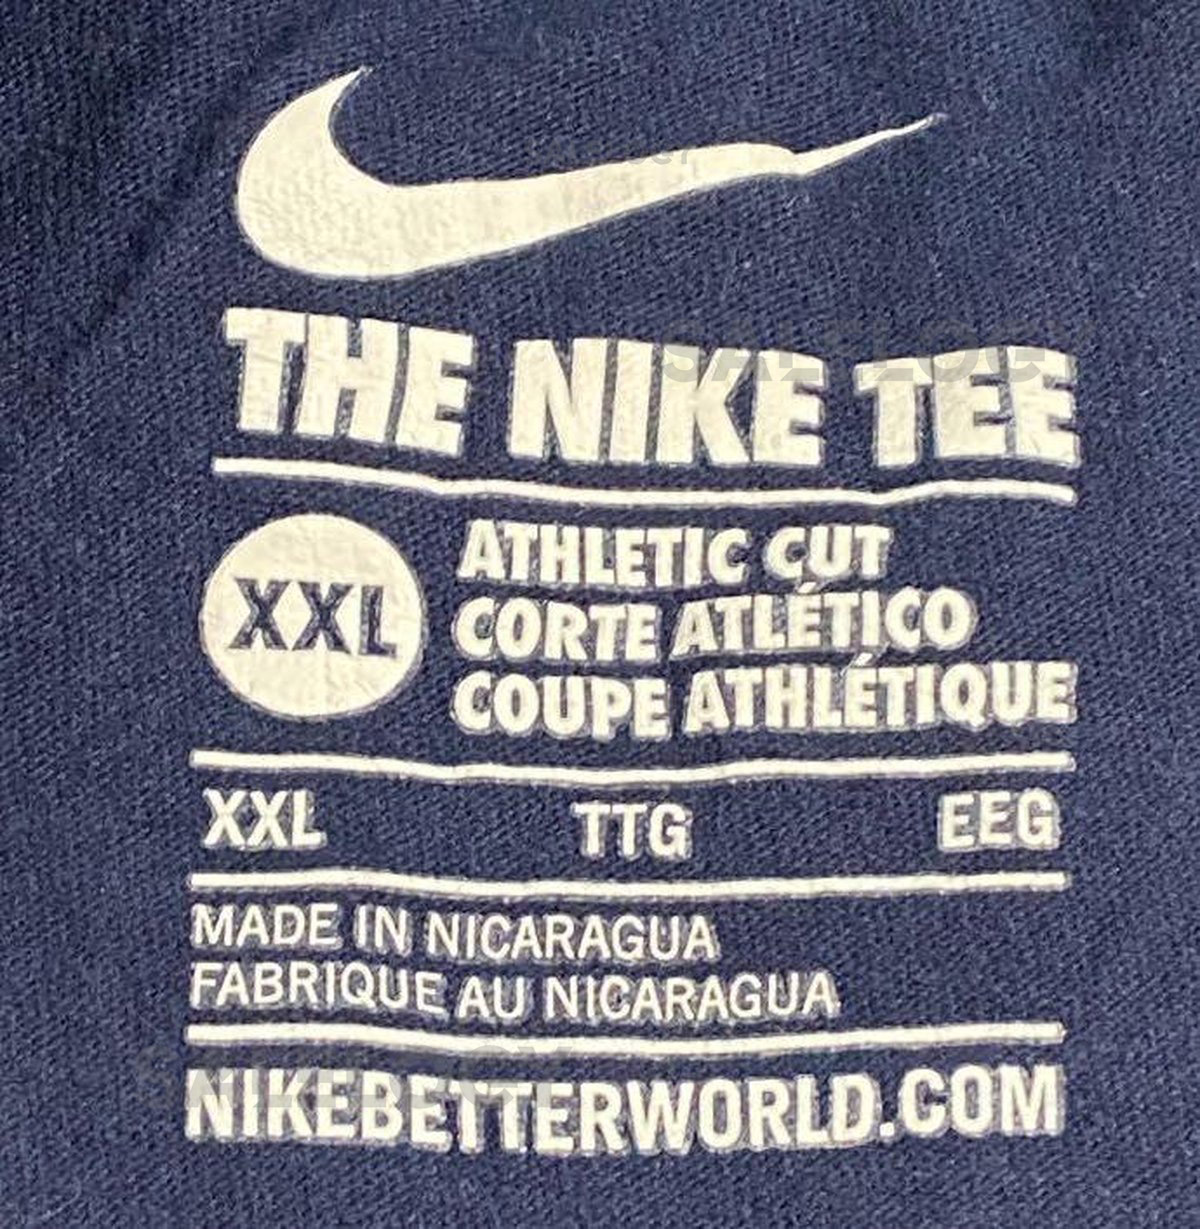 THE NIKE TEE
XXL
ATHLETIC CUT
CORTE ATLÉTICO
COUPE ATHLÉTIQUE
XXL TTG EEG
MADE IN NICARAGUA
FABRIQUE AU NICARAGUA
NIKEBETTERWORLD.COM